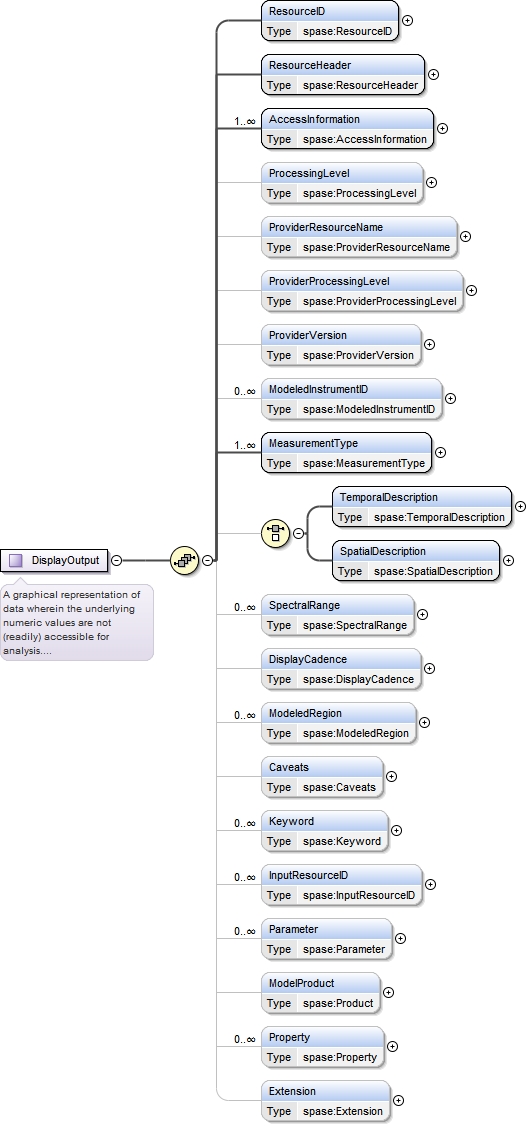 ResourceID
Type spase:ResourceID
ResourceHeader
Type spase:ResourceHeader
1..∞
AccessInformation
Type spase:AccessInformation
ProcessingLevel
Type spase:ProcessingLevel
ProviderResourceName
Type spase:ProviderResourceName
ProviderProcessingLevel
Type spase:ProviderProcessingLevel
ProviderVersion
Type spase:ProviderVersion
0..∞
ModeledInstrumentID
Type spase:ModeledInstrumentID
1..∞
MeasurementType
Type spase:MeasurementType
TemporalDescription
Type spase:TemporalDescription
SpatialDescription
Type spase:SpatialDescription
DisplayOutput
A graphical representation of
data wherein the underlying
numeric values are not
(readily) accessible for
analysis....
0..∞
SpectralRange
Type spase:SpectralRange
DisplayCadence
Type spase:DisplayCadence
0..∞
ModeledRegion
Type spase:ModeledRegion
Caveats
Type spase:Caveats
0..∞
Keyword
Type spase:Keyword
0..∞
InputResourceID
Type spase:InputResourceID
0..∞
Parameter
Type spase:Parameter
ModelProduct
Type spase:Product
0..∞
Property
Type spase:Property
Extension
Type spase:Extension